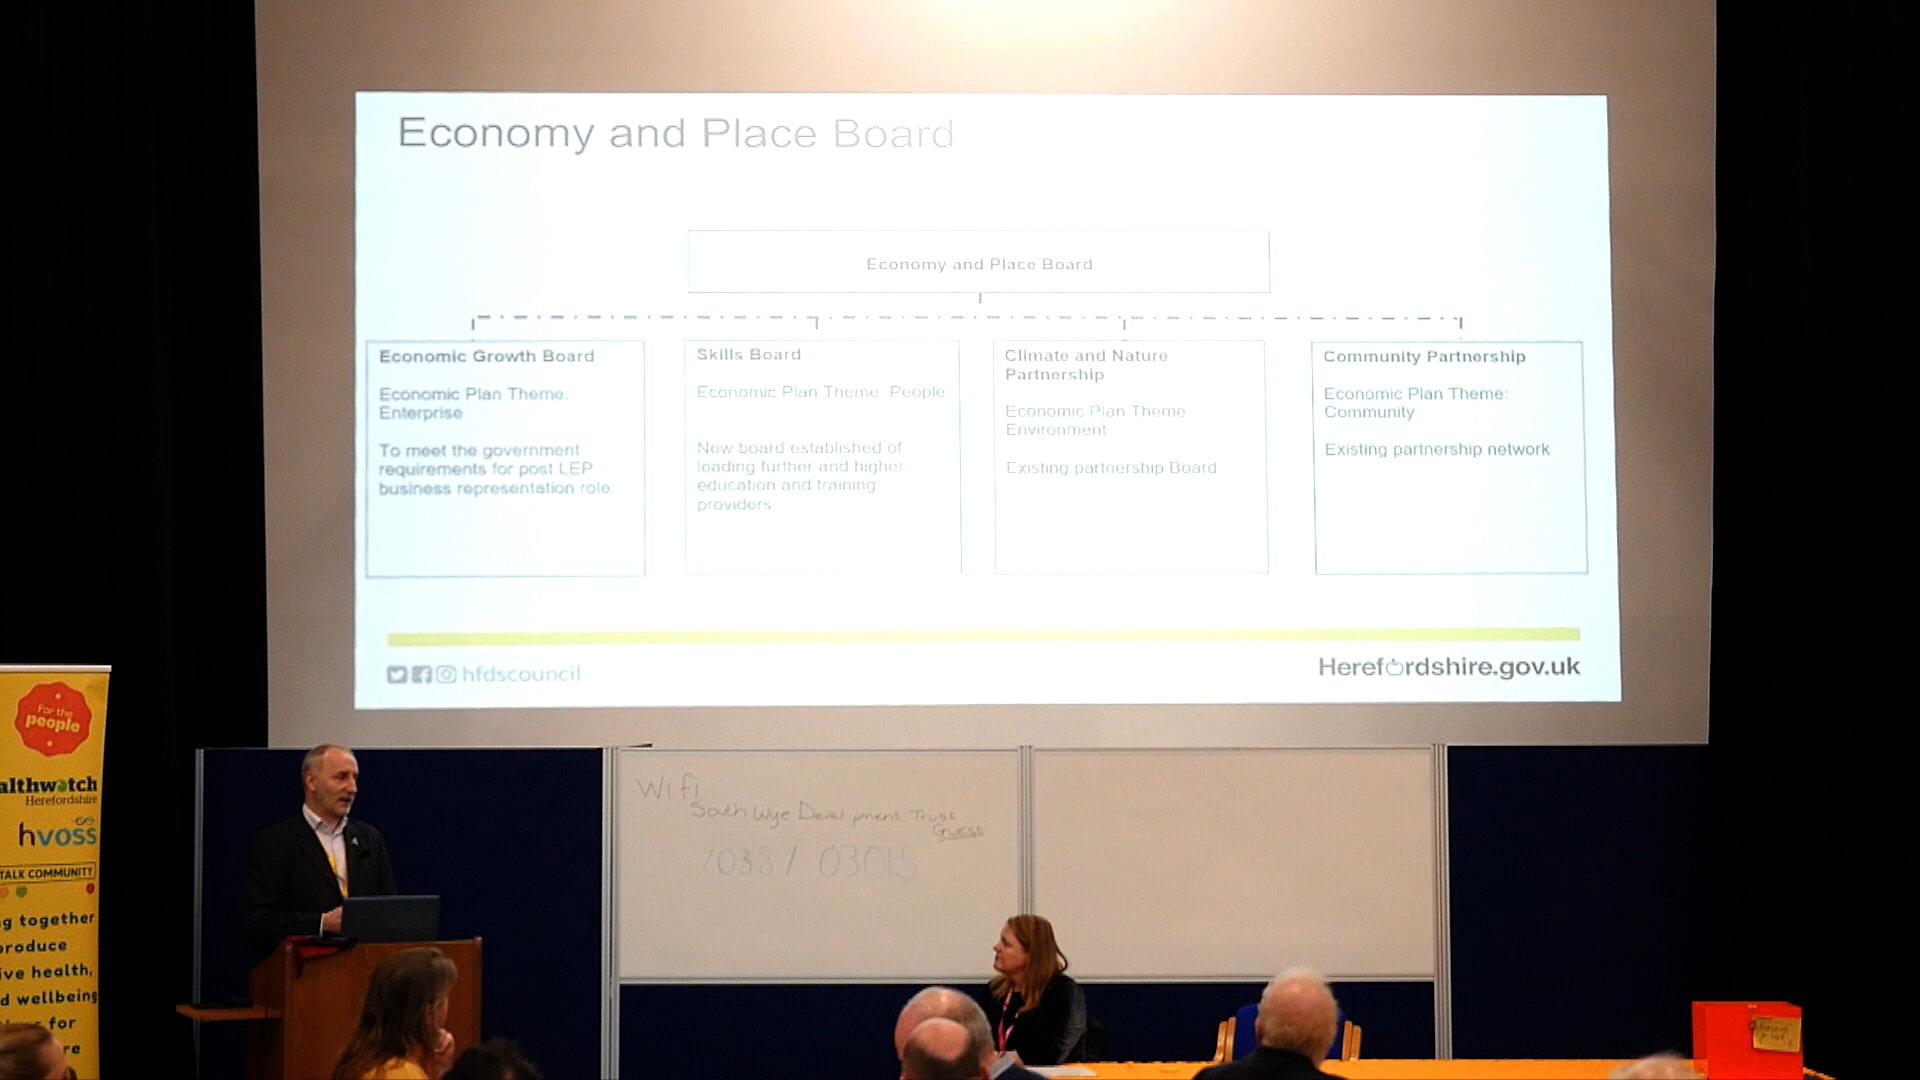 Economy and Place Board
Economy and Place Board
Economic Growth Board
Economic Plan Theme:
Enterprise
To meet the government
requirements for post LEP
business representation role
Skills Board
Economic Plan Theme People
New board established of
leading further and higher
education and training
providers
Climate and Nature
Partnership
Economic Plan Theme
Environment
Existing partnership Board
Community Partnership
Economic Plan Theme:
Community
Existing partnership network
hfdscouncil
Herefordshire.gov.uk
For the
people
althwatch
Herefordshire
hvoss
TALK COMMUNITY
g together
produce
ive health,
d wellbeing
for
re
Wifi
South Wye Development Trust
Guess